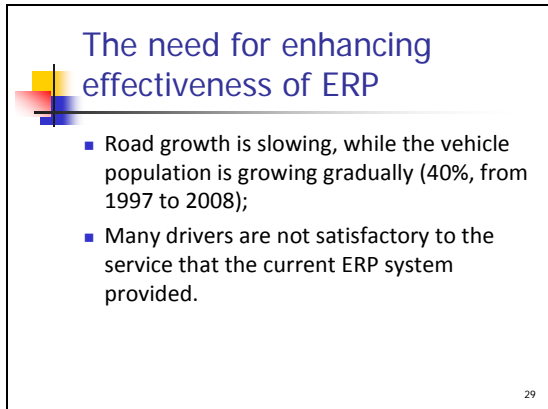 The need for enhancing
effectiveness of ERP
Road growth is slowing, while the vehicle
population is growing gradually (40%, from
1997 to 2008);
Many drivers are not satisfactory to the
service that the current ERP system
provided.
29